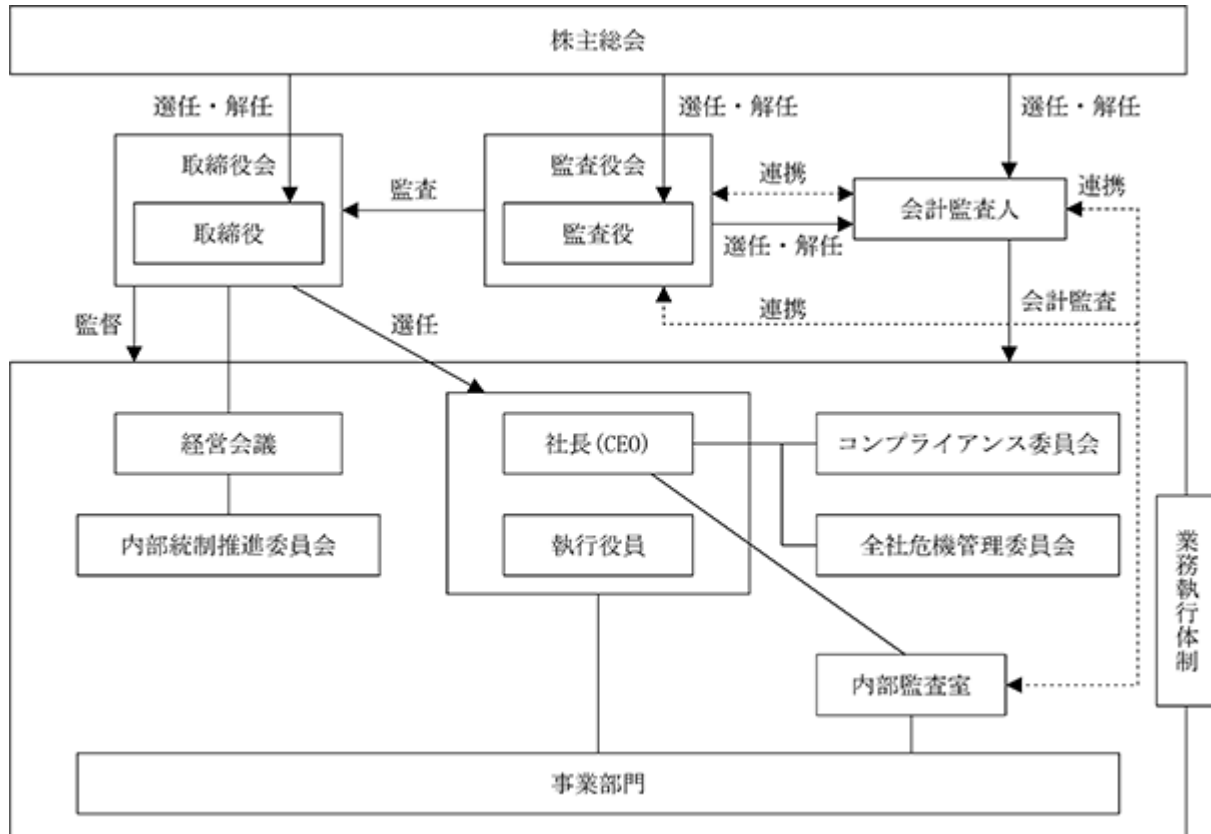 株主総会
選任・解任
選任・解任
選任・解任
取締役会
監査役会
連携
連携
監査
会計監査人
取締役
監査役
選任・解任
監督
選任
連携
会計監査
経営会議
社長(CEO)
コンプライアンス委員会
内部統制推進委員会
執行役員
全社危機管理委員会
業務執行体制
内部監査室
事業部門